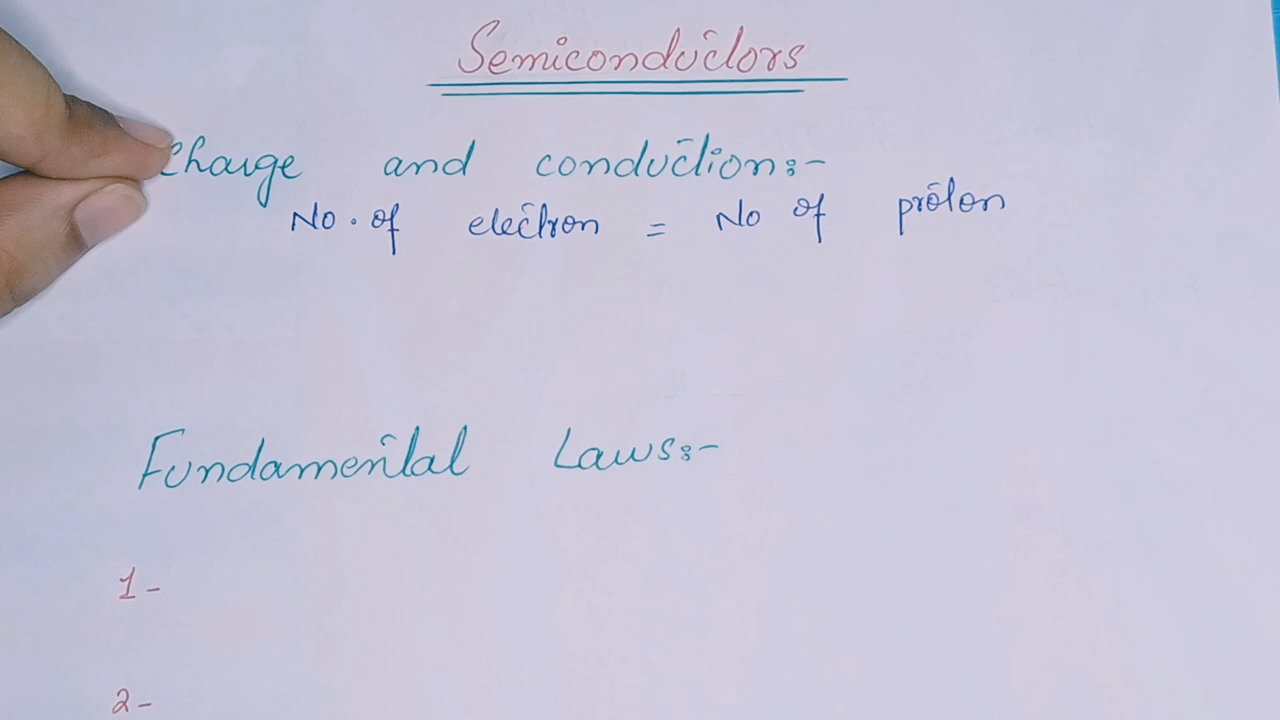 Semiconductors
Charge and conduction:-
No. of electron = No of proton
Fundamental Laws:-
1-
2-